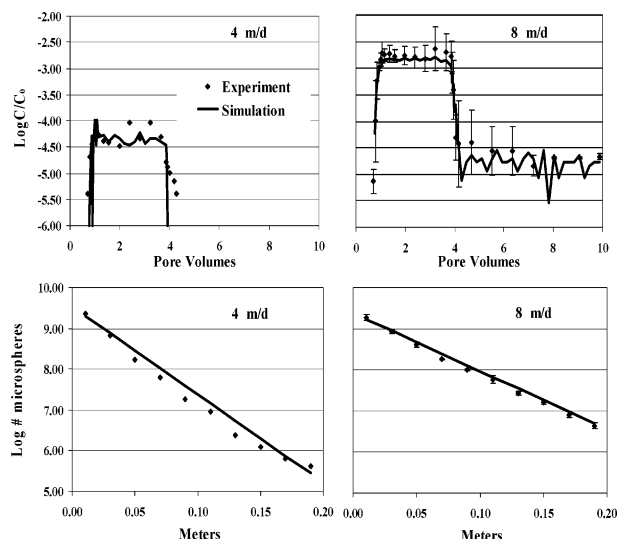 4 m/d
8 m/d
-2.00
-2.50
-3.00
-3.50
-4.00
-4.50
-5.00
-5.50
-6.00
LogC/Co
Experiment
Simulation
0 2 4 6 8 10
0 2 4 6 8 10
Pore Volumes
Pore Volumes
4 m/d
8 m/d
10.00
9.00
8.00
7.00
6.00
5.00
Log # microspheres
0.00 0.05 0.10 0.15 0.20
0.00 0.05 0.10 0.15 0.20
Meters
Meters